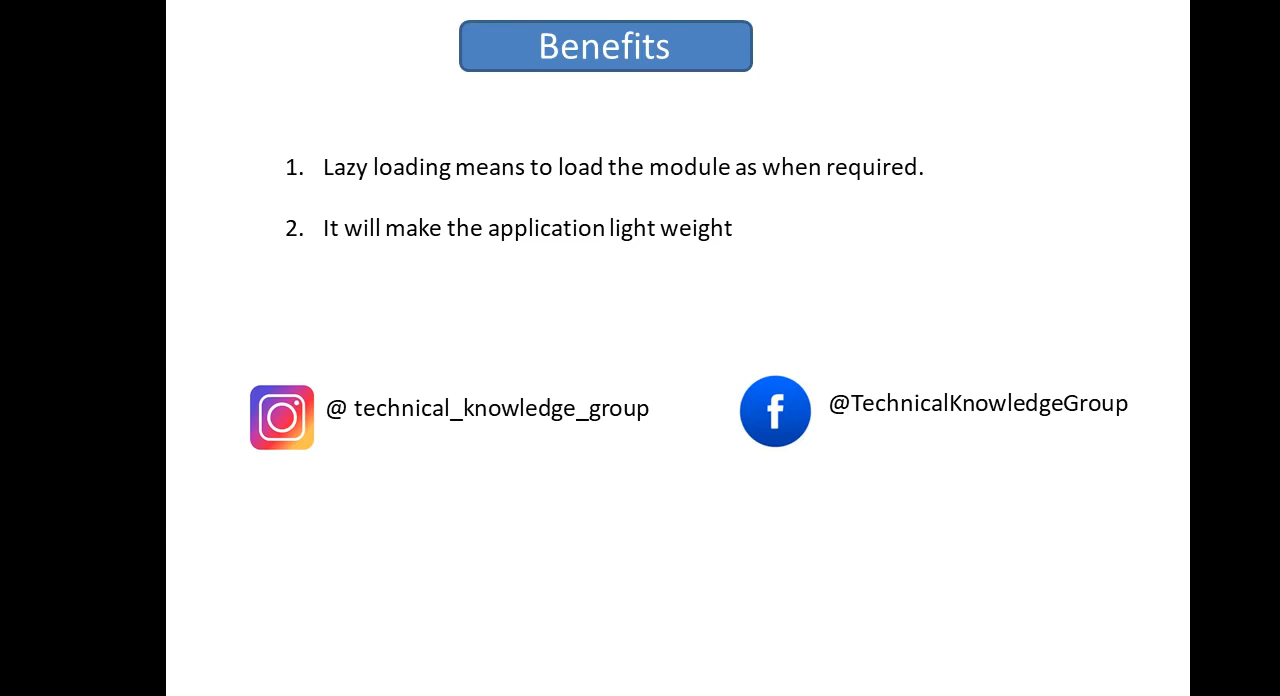 Benefits
1. Lazy loading means to load the module as when required.
2. It will make the application light weight
@ technical_knowledge_group
@TechnicalKnowledgeGroup